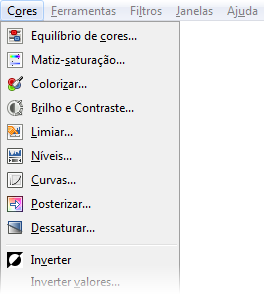 Cores Ferramentas Filtros Janelas Ajuda
Equilíbrio de cores...
Matiz-saturação...
Colorizar...
Brilho e Contraste...
Limiar...
Níveis...
Curvas...
Posterizar...
Dessaturar...
Inverter
Inverter valores...